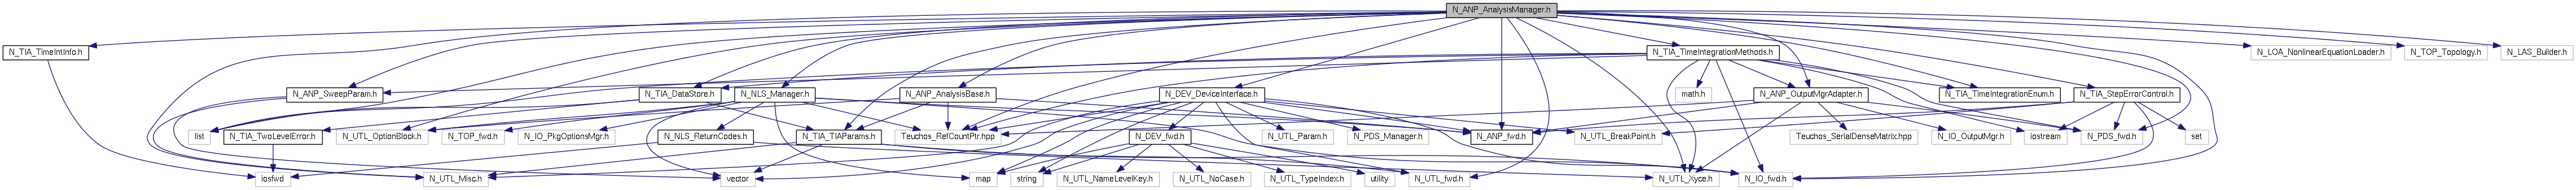 N_ANP_AnalysisManager.h
N_TIA_TimeIntInfo.h
N_TIA_TimeIntegrationMethods.h
N_LOA_NonlinearEquationLoader.h
N_TOP_Topology.h
N_LAS_Builder.h
N_ANP_SweepParam.h
N_TIA_DataStore.h
N_NLS_Manager.h
N_ANP_AnalysisBase.h
N_DEV_DeviceInterface.h
math.h
N_ANP_OutputMgrAdapter.h
N_TIA_TimeIntegrationEnum.h
N_TIA_StepErrorControl.h
list
N_TIA_TwoLevelError.h
N_UTL_OptionBlock.h
N_TOP_fwd.h
N_IO_PkgOptionsMgr.h
N_NLS_ReturnCodes.h
N_TIA_TIAParams.h
Teuchos_RefCountPtr.hpp
N_DEV_fwd.h
N_UTL_Param.h
N_PDS_Manager.h
N_ANP_fwd.h
N_UTL_BreakPoint.h
Teuchos_SerialDenseMatrix.hpp
N_IO_OutputMgr.h
iostream
N_PDS_fwd.h
set
iosfwd
N_UTL_Misc.h
vector
map
string
N_UTL_NameLevelKey.h
N_UTL_NoCase.h
N_UTL_TypeIndex.h
utility
N_UTL_fwd.h
N_UTL_Xyce.h
N_IO_fwd.h